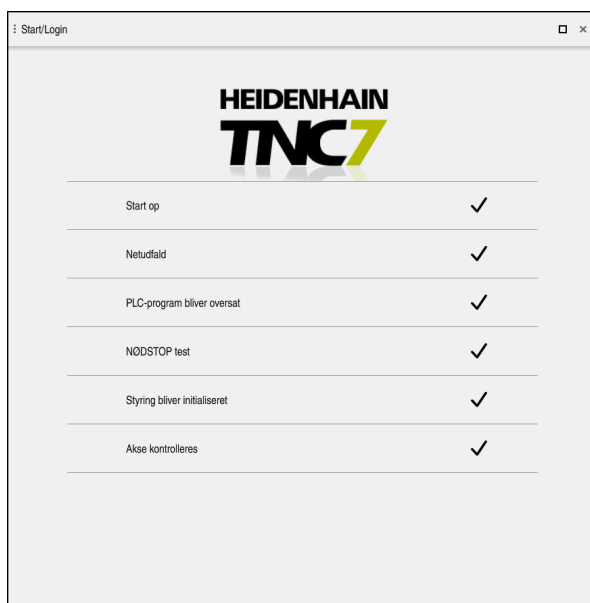 Start/Login
HEIDENHAIN
TNC7
Start op
Netudfald
PLC-program bliver oversat
NØDSTOP test
Styring bliver initialiseret
Akse kontrolleres